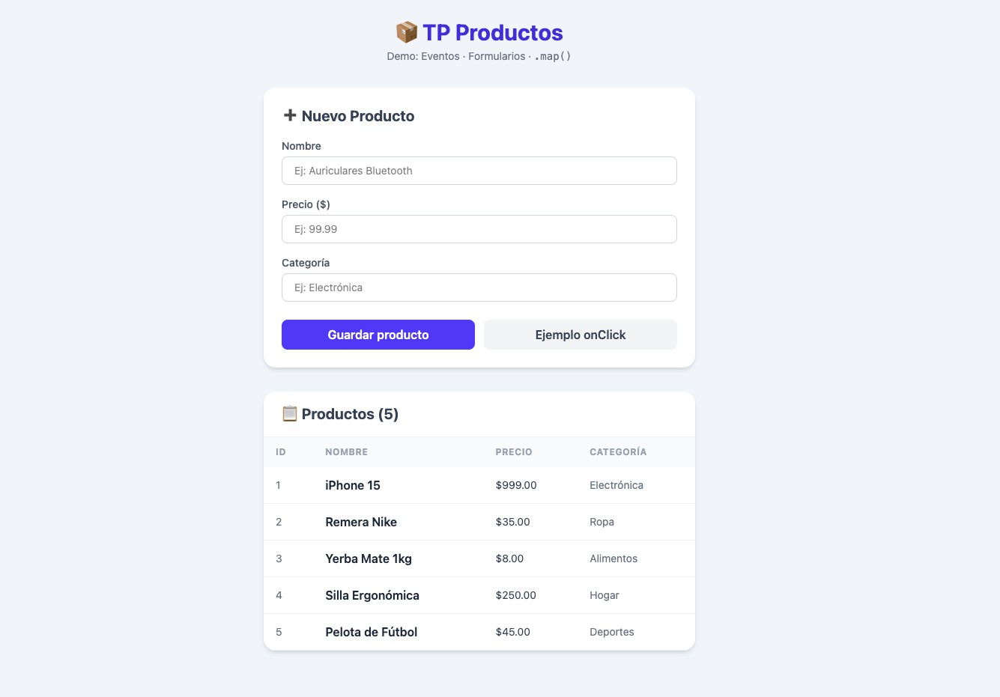 📦 TP Productos
Demo: Eventos · Formularios · .map()
➕ Nuevo Producto
Nombre
Ej: Auriculares Bluetooth
Precio ($)
Ej: 99.99
Categoría
Ej: Electrónica
Guardar producto Ejemplo onClick
📋 Productos (5)
ID NOMBRE PRECIO CATEGORÍA
1 iPhone 15 $999.00 Electrónica
2 Remera Nike $35.00 Ropa
3 Yerba Mate 1kg $8.00 Alimentos
4 Silla Ergonómica $250.00 Hogar
5 Pelota de Fútbol $45.00 Deportes